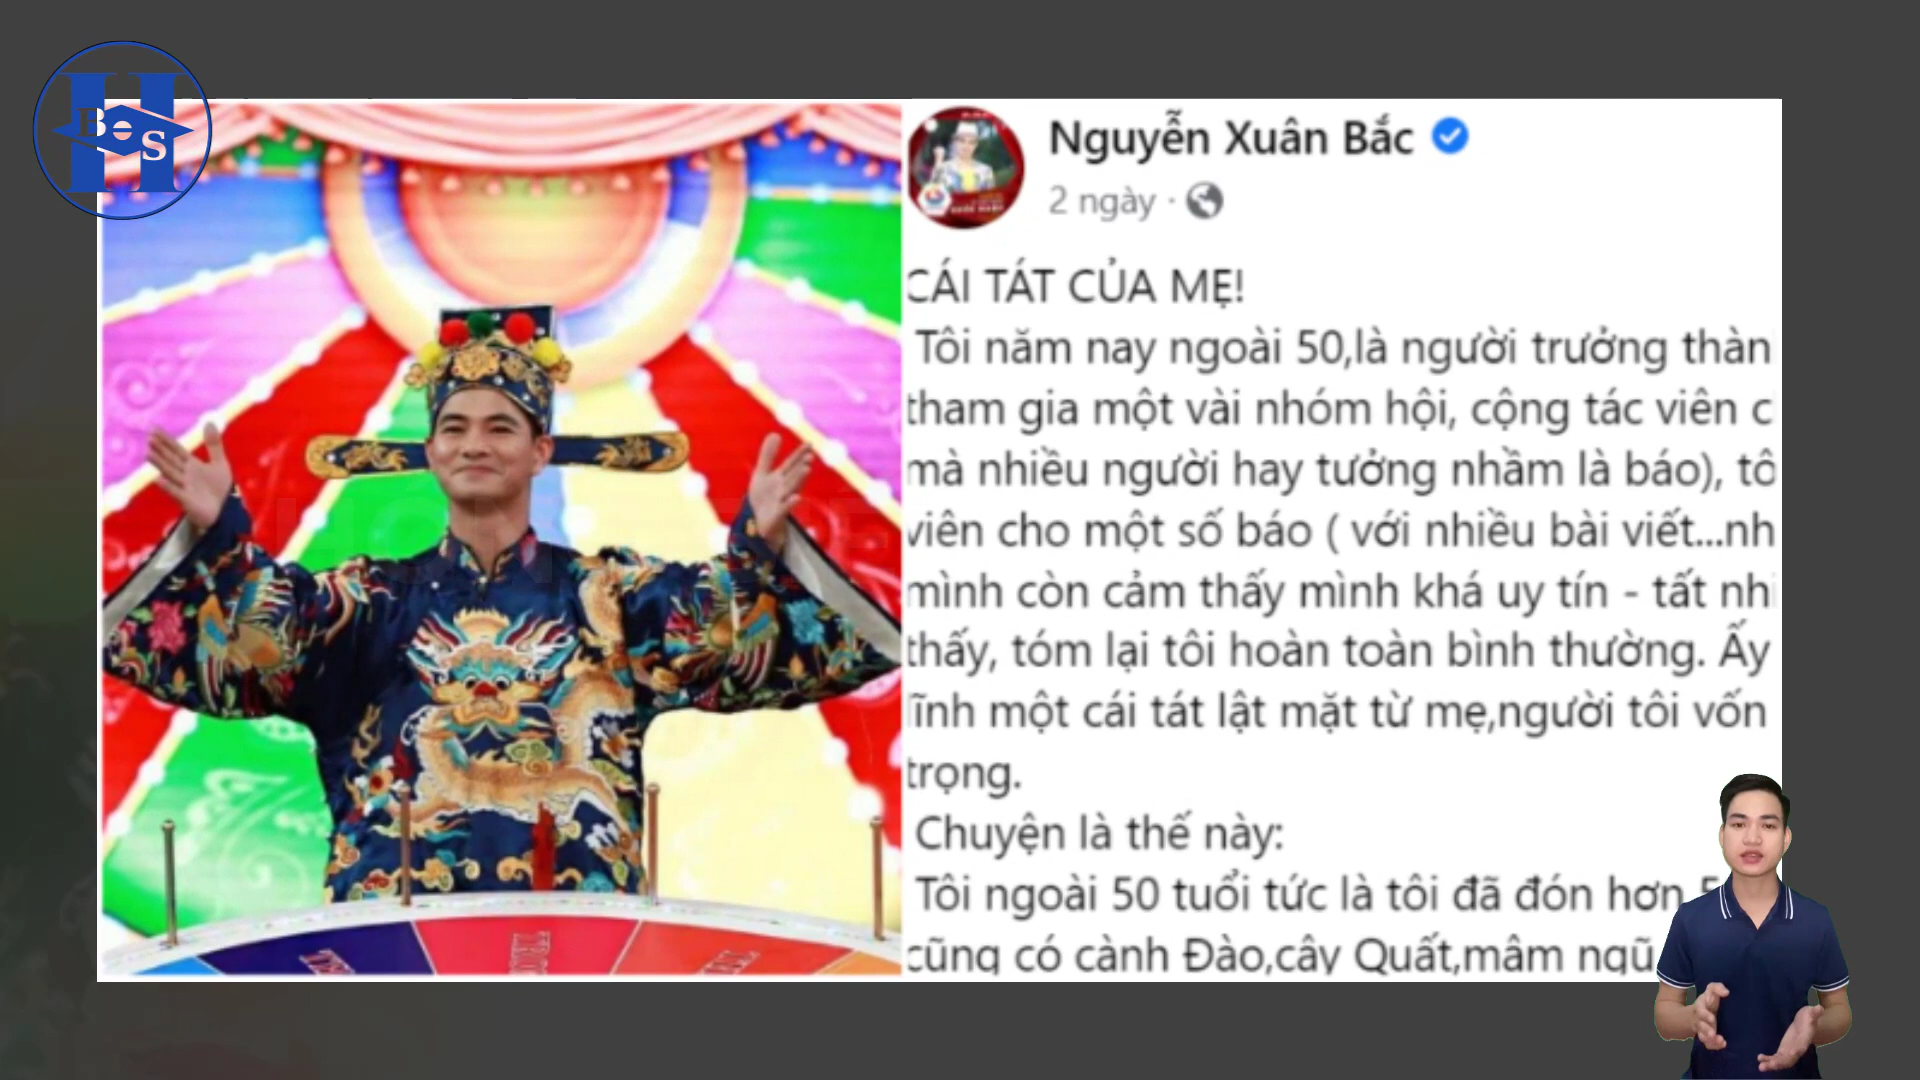 H
BeS
Nguyễn Xuân Bắc
2 ngày ·
CÁI TÁT CỦA MẸ!
Tôi năm nay ngoài 50,là người trưởng thàn
tham gia một vài nhóm hội, cộng tác viên c
mà nhiều người hay tưởng nhầm là báo), tô
viên cho một số báo ( với nhiều bài viết...nh
mình còn cảm thấy mình khá uy tín - tất nhi
thấy, tóm lại tôi hoàn toàn bình thường. Ấy
lĩnh một cái tát lật mặt từ mẹ,người tôi vốn
trọng.
Chuyện là thế này:
Tôi ngoài 50 tuổi tức là tôi đã đón hơn 5
cũng có cành Đào,cây Quất,mâm ngũ